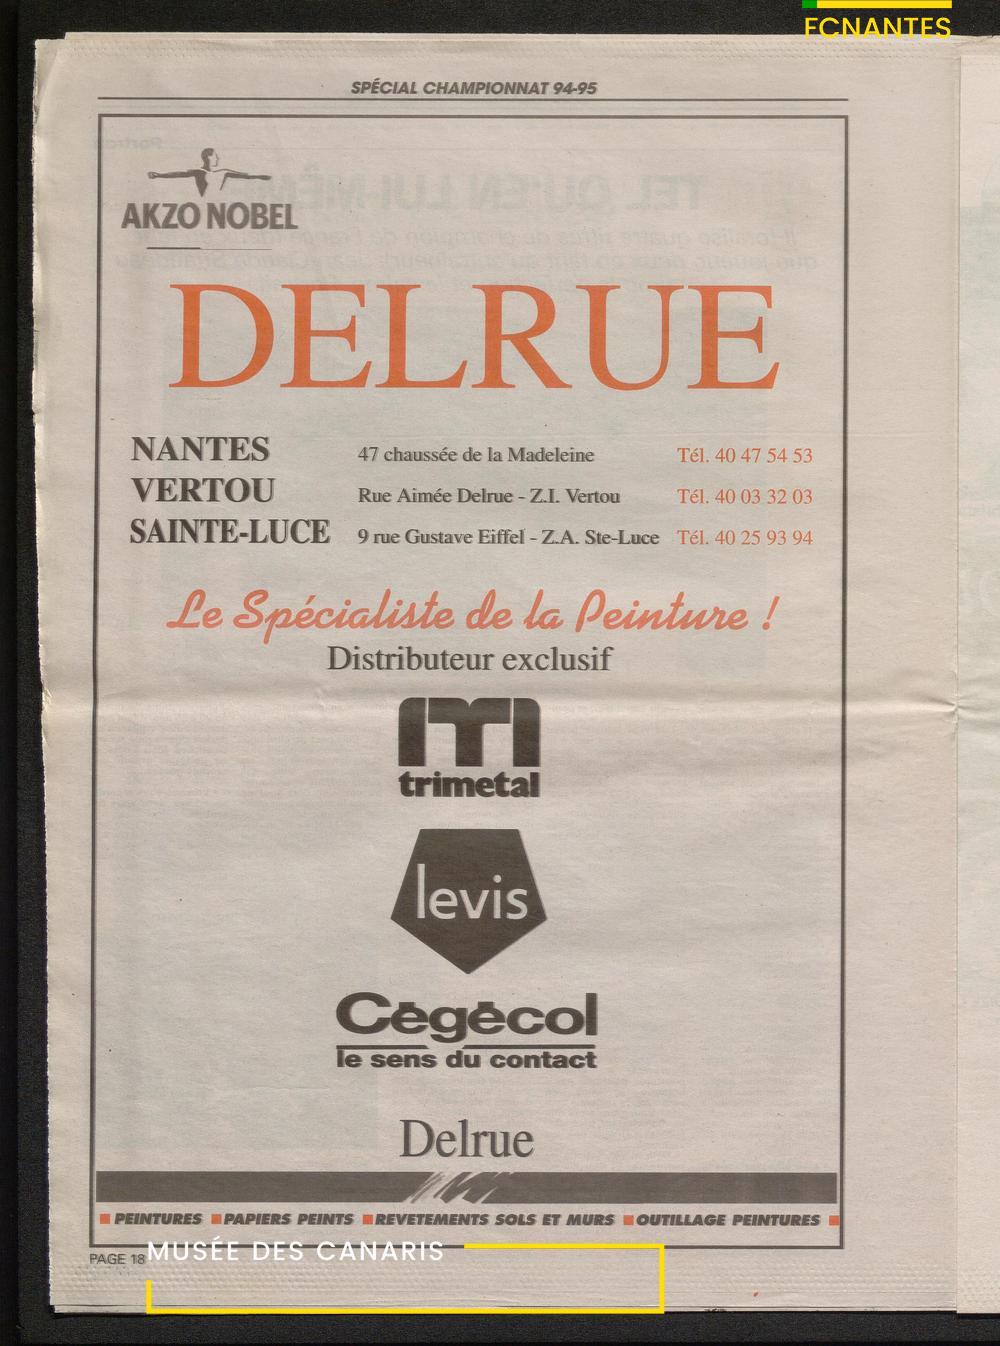 FCNANTES
SPÉCIAL CHAMPIONNAT 94-95
AKZO NOBEL
DELRUE
NANTES 47 chaussée de la Madeleine Tél. 40 47 54 53
VERTOU Rue Aimée Delrue - Z.I. Vertou Tél. 40 03 32 03
SAINTE-LUCE 9 rue Gustave Eiffel - Z.A. Ste-Luce Tél. 40 25 93 94
Le Spécialiste de la Peinture !
Distributeur exclusif
trimetal
levis
Cégécol
le sens du contact
Delrue
PEINTURES PAPIERS PEINTS REVETEMENTS SOLS ET MURS OUTILLAGE PEINTURES
PAGE 18
MUSÉE DES CANARIS